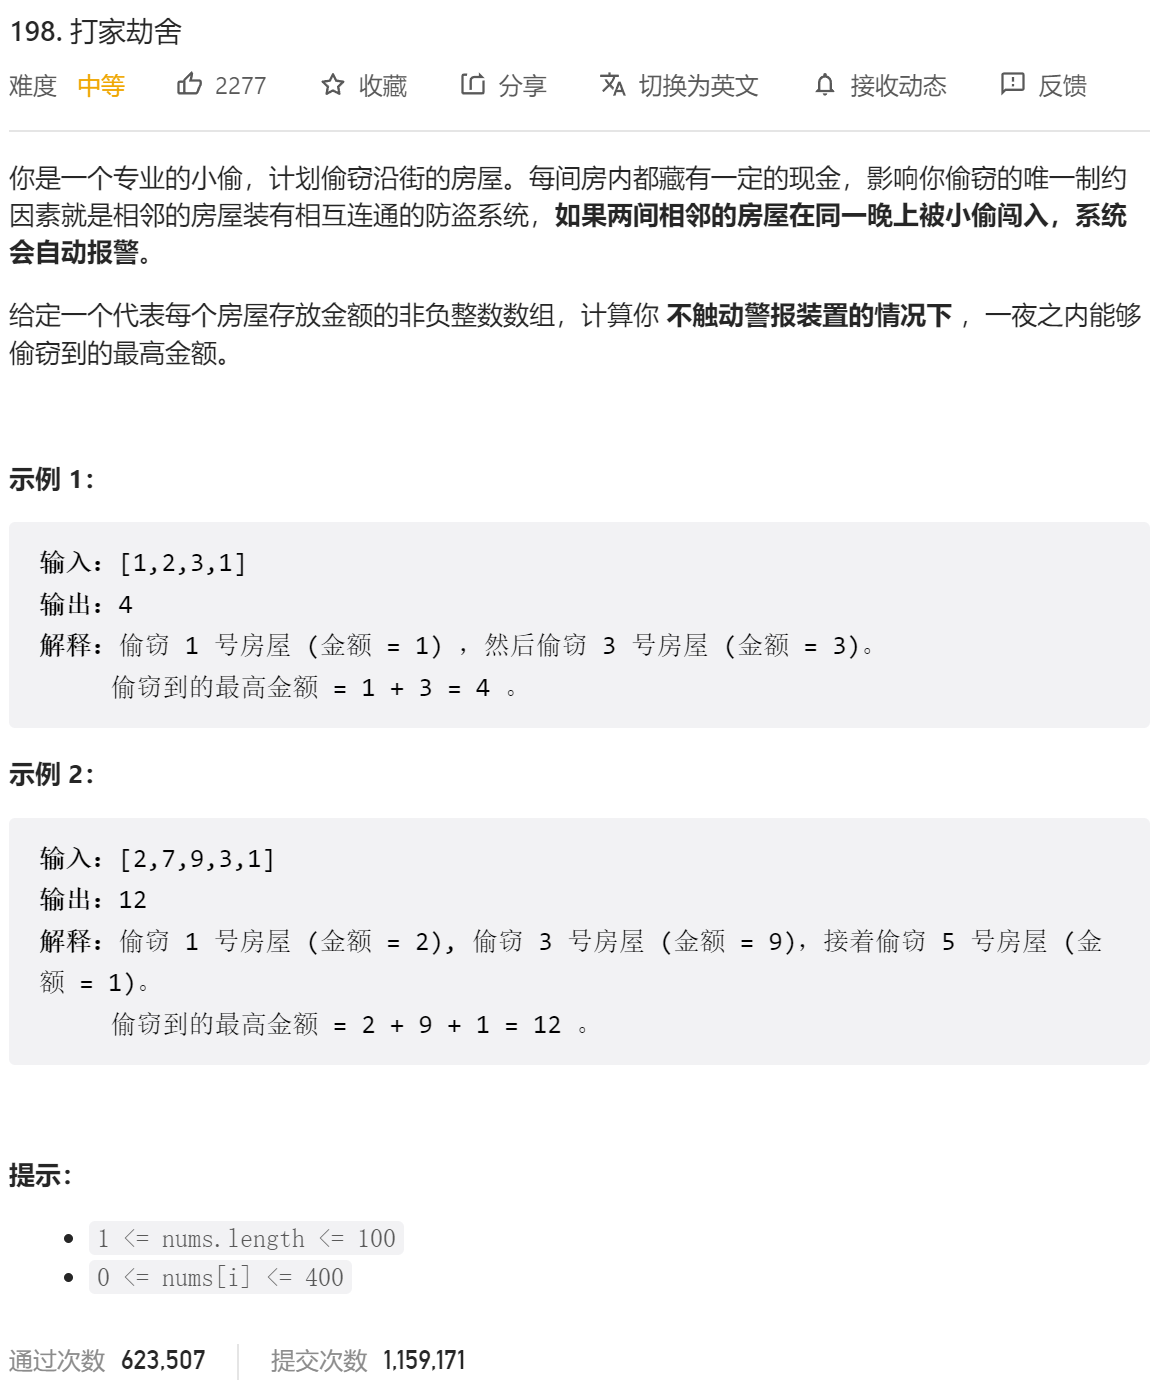 198. 打家劫舍
难度 中等 2277 收藏 分享 切换为英文 接收动态 反馈
你是一个专业的小偷，计划偷窃沿街的房屋。每间房内都藏有一定的现金，影响你偷窃的唯一制约
因素就是相邻的房屋装有相互连通的防盗系统，如果两间相邻的房屋在同一晚上被小偷闯入，系统
会自动报警。
给定一个代表每个房屋存放金额的非负整数数组，计算你 不触动警报装置的情况下 ，一夜之内能够
偷窃到的最高金额。
示例 1：
输入：[1,2,3,1]
输出：4
解释：偷窃 1 号房屋 (金额 = 1) ，然后偷窃 3 号房屋 (金额 = 3)。
偷窃到的最高金额 = 1 + 3 = 4 。
示例 2：
输入：[2,7,9,3,1]
输出：12
解释：偷窃 1 号房屋 (金额 = 2), 偷窃 3 号房屋 (金额 = 9)，接着偷窃 5 号房屋 (金
额 = 1)。
偷窃到的最高金额 = 2 + 9 + 1 = 12 。
提示：
1 <= nums.length <= 100
0 <= nums[i] <= 400
通过次数 623,507 提交次数 1,159,171